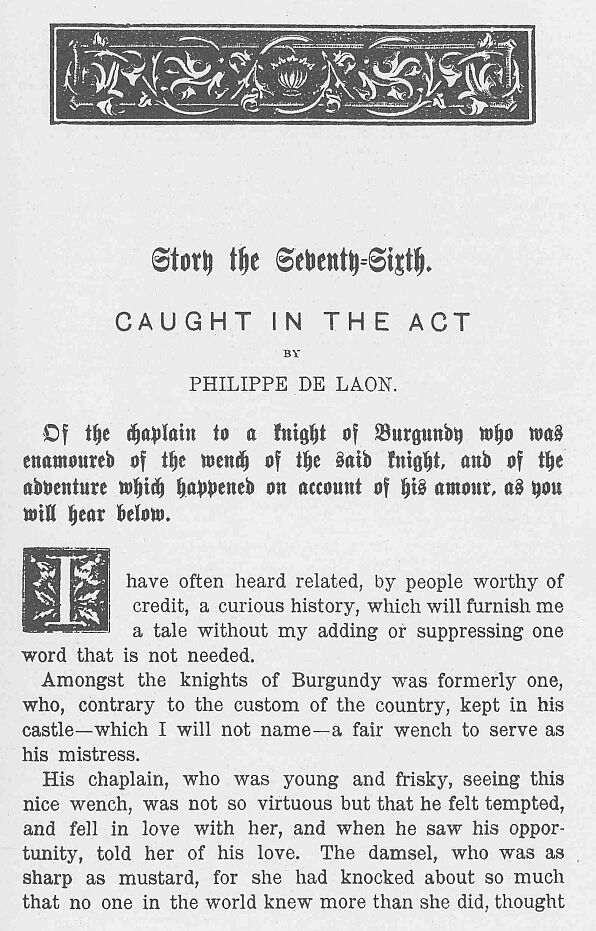 Story the Seventy-Sixth.
CAUGHT IN THE ACT
BY
PHILIPPE DE LAON.
Of the chaplain to a knight of Burgundy who was
enamoured of the wench of the said knight, and of the
adventure which happened on account of his amour, as you
will hear below.
I have often heard related, by people worthy of
credit, a curious history, which will furnish me
a tale without my adding or suppressing one
word that is not needed.
Amongst the knights of Burgundy was formerly one,
who, contrary to the custom of the country, kept in his
castle—which I will not name—a fair wench to serve as
his mistress.
His chaplain, who was young and frisky, seeing this
nice wench, was not so virtuous but that he felt tempted,
and fell in love with her, and when he saw his oppor-
tunity, told her of his love. The damsel, who was as
sharp as mustard, for she had knocked about so much
that no one in the world knew more than she did, thought